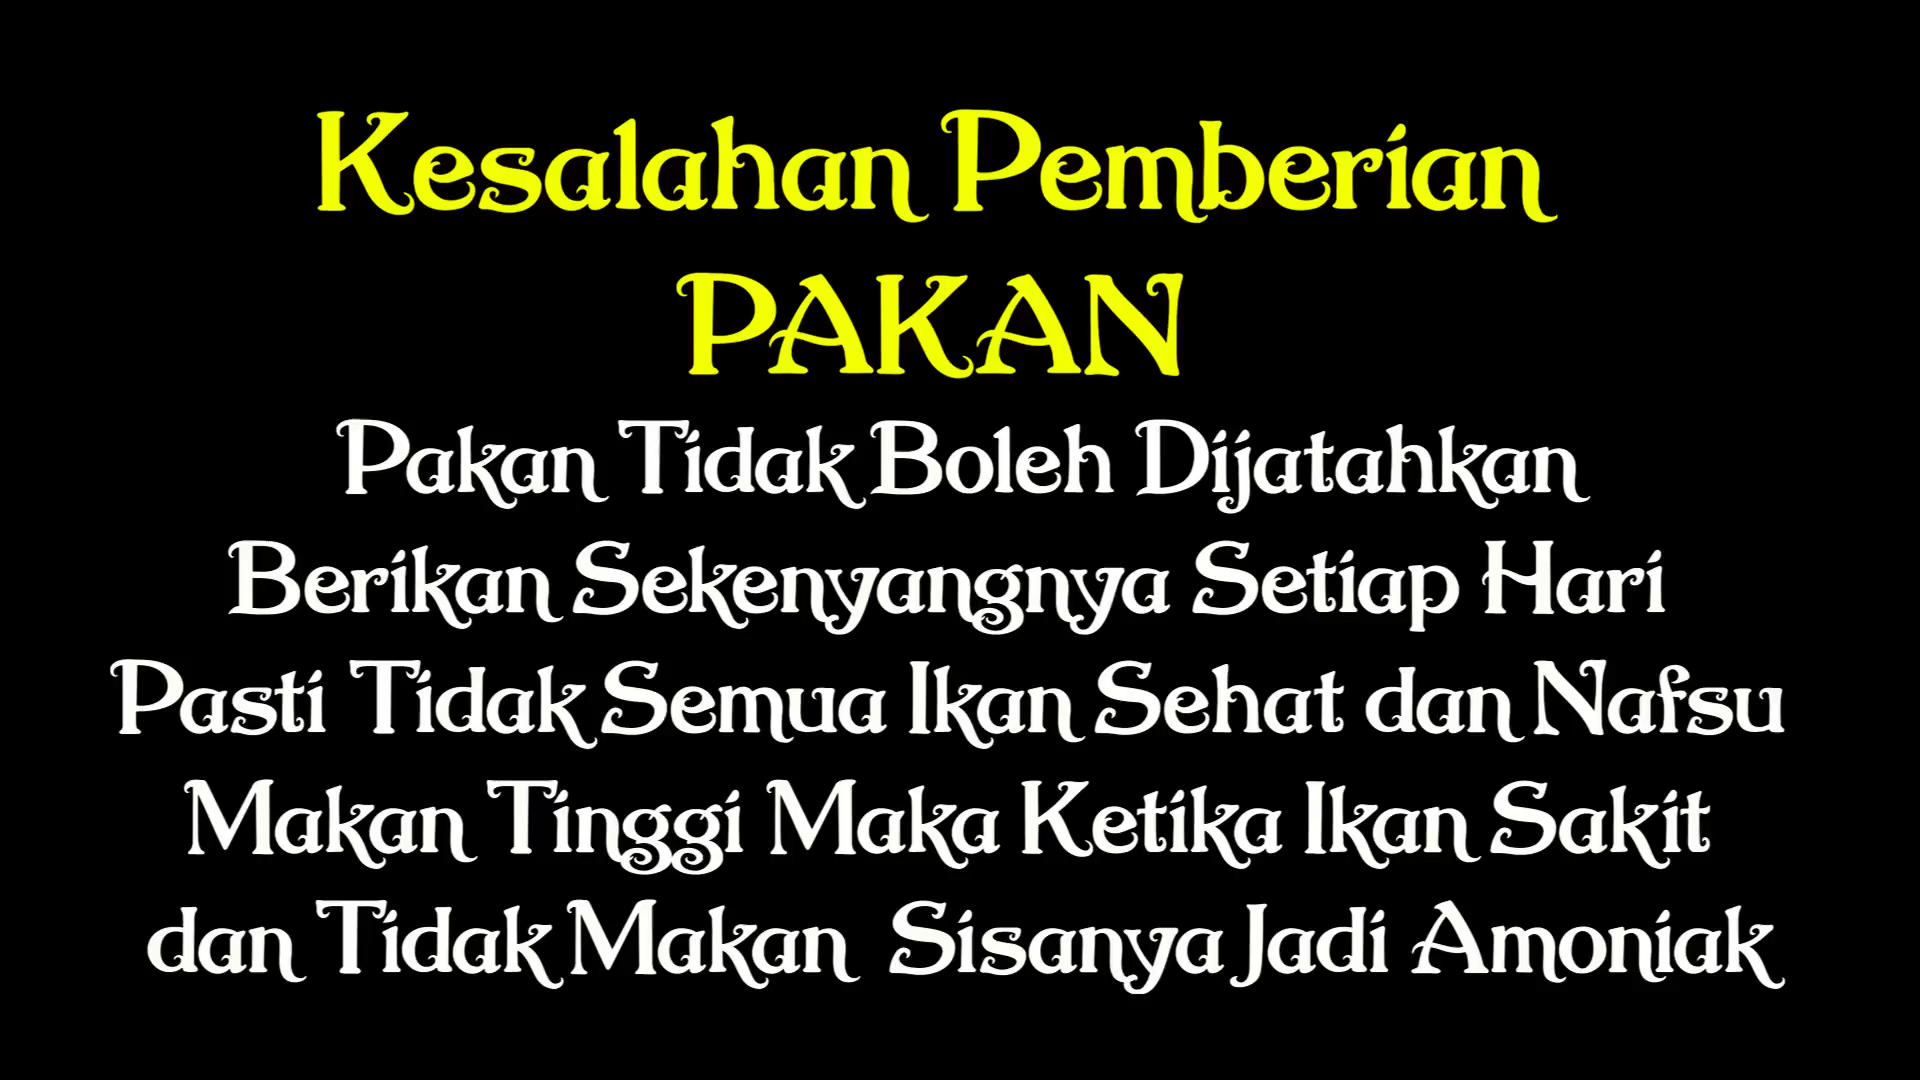 Kesalahan Pemberian
PAKAN
Pakan Tidak Boleh Dijatahkan
Berikan Sekenyangnya Setiap Hari
Pasti Tidak Semua Ikan Sehat dan Nafsu
Makan Tinggi Maka Ketika Ikan Sakit
dan Tidak Makan Sisanya Jadi Amoniak